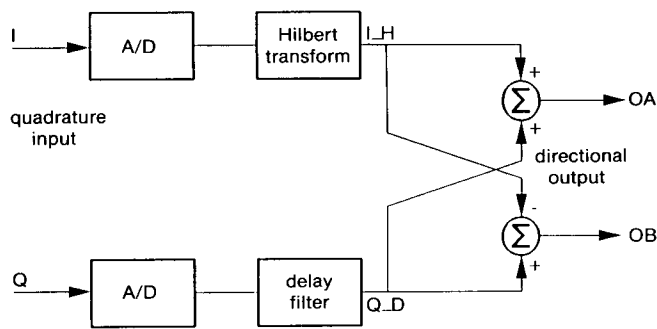 I
A/D
Hilbert
transform
I_H
+
Σ
OA
+
quadrature
input
directional
output
-
Σ
OB
+
Q
A/D
delay
filter
Q_D